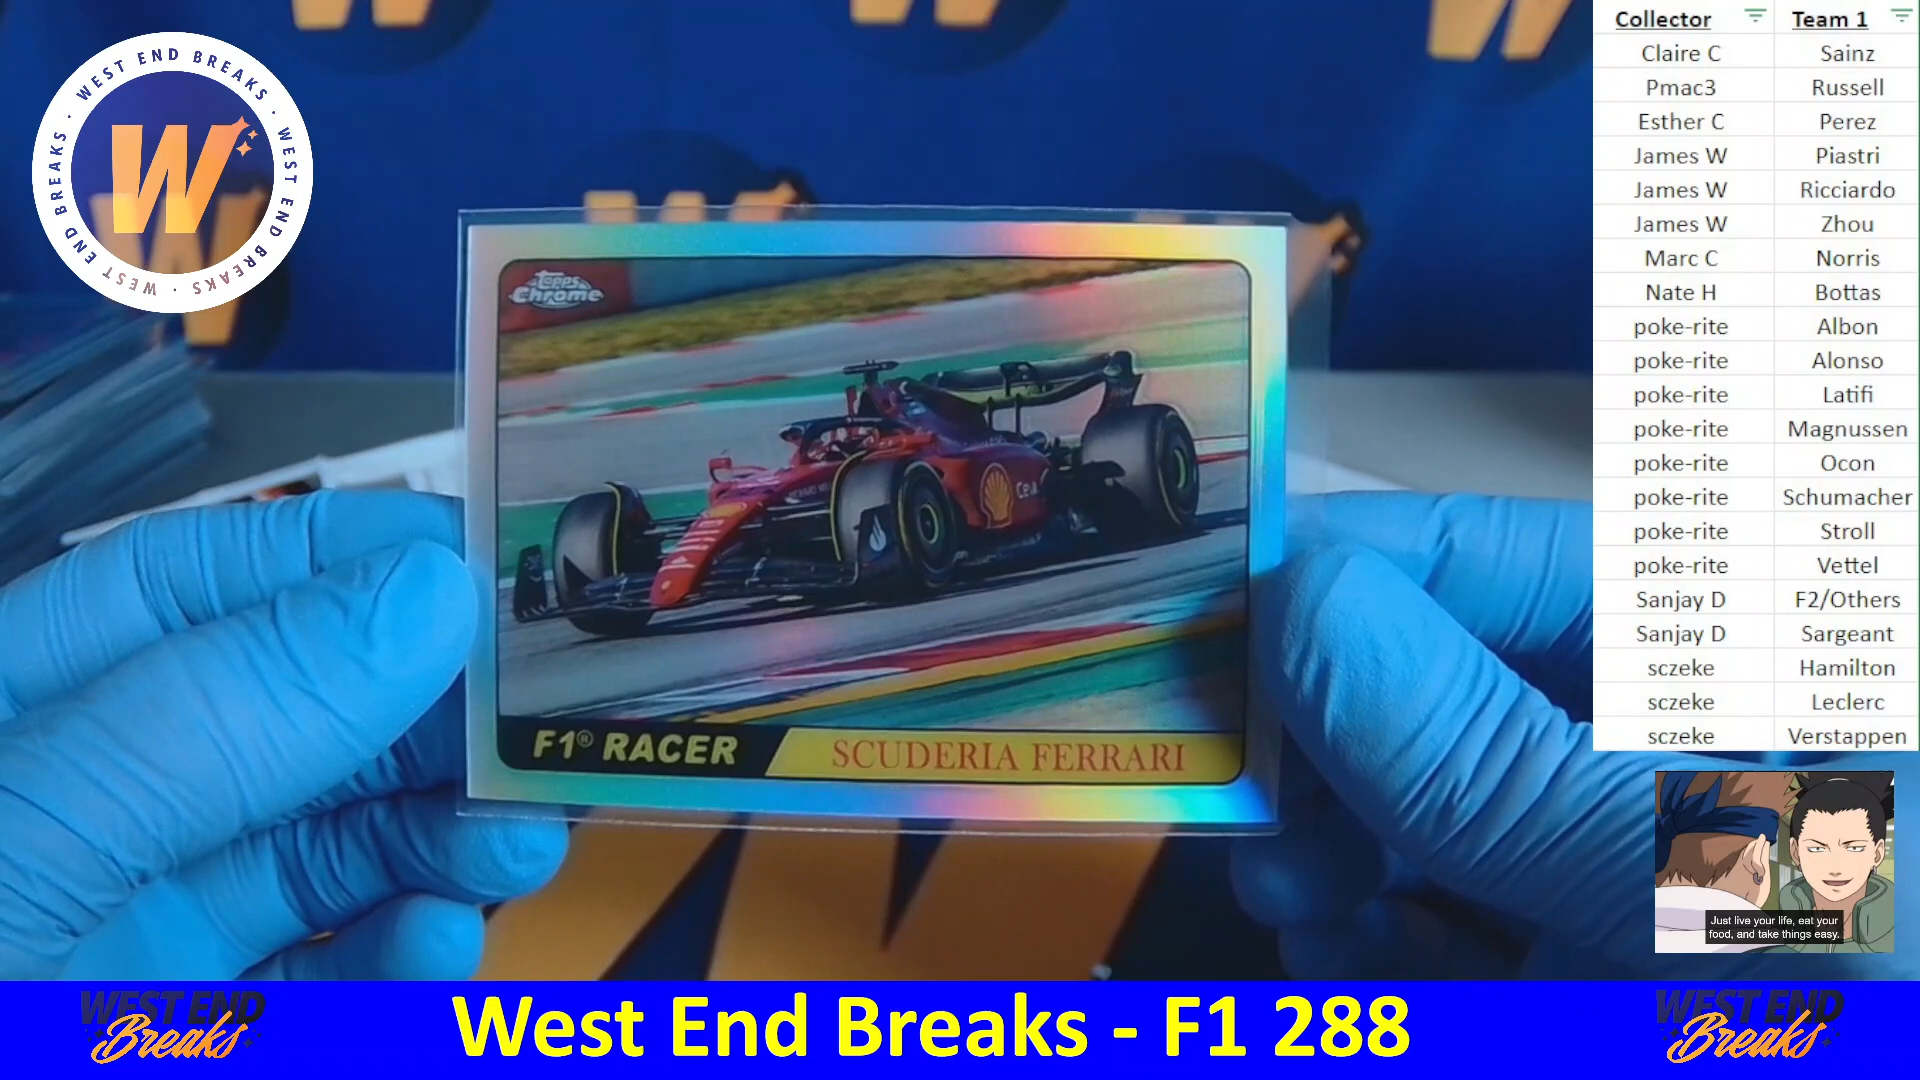 WEST END BREAKS · WEST END BREAKS · WEST END BREAKS ·
W
Topps
Chrome
CeVA
F1® RACER
SCUDERIA FERRARI
Collector Team 1
Claire C Sainz
Pmac3 Russell
Esther C Perez
James W Piastri
James W Ricciardo
James W Zhou
Marc C Norris
Nate H Bottas
poke-rite Albon
poke-rite Alonso
poke-rite Latifi
poke-rite Magnussen
poke-rite Ocon
poke-rite Schumacher
poke-rite Stroll
poke-rite Vettel
Sanjay D F2/Others
Sanjay D Sargeant
sczeke Hamilton
sczeke Leclerc
sczeke Verstappen
Just live your life, eat your
food, and take things easy.
WEST END
Breaks
West End Breaks - F1 288
WEST END
Breaks